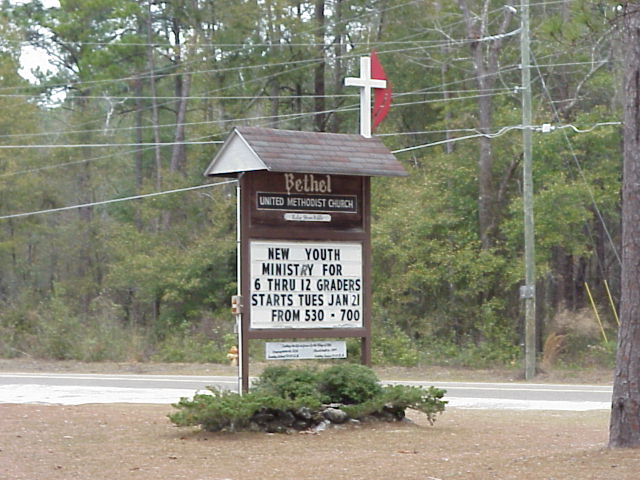 Bethel
UNITED METHODIST CHURCH
NEW YOUTH
MINISTRY FOR
6 THRU 12 GRADERS
STARTS TUES JAN 21
FROM 530 - 700